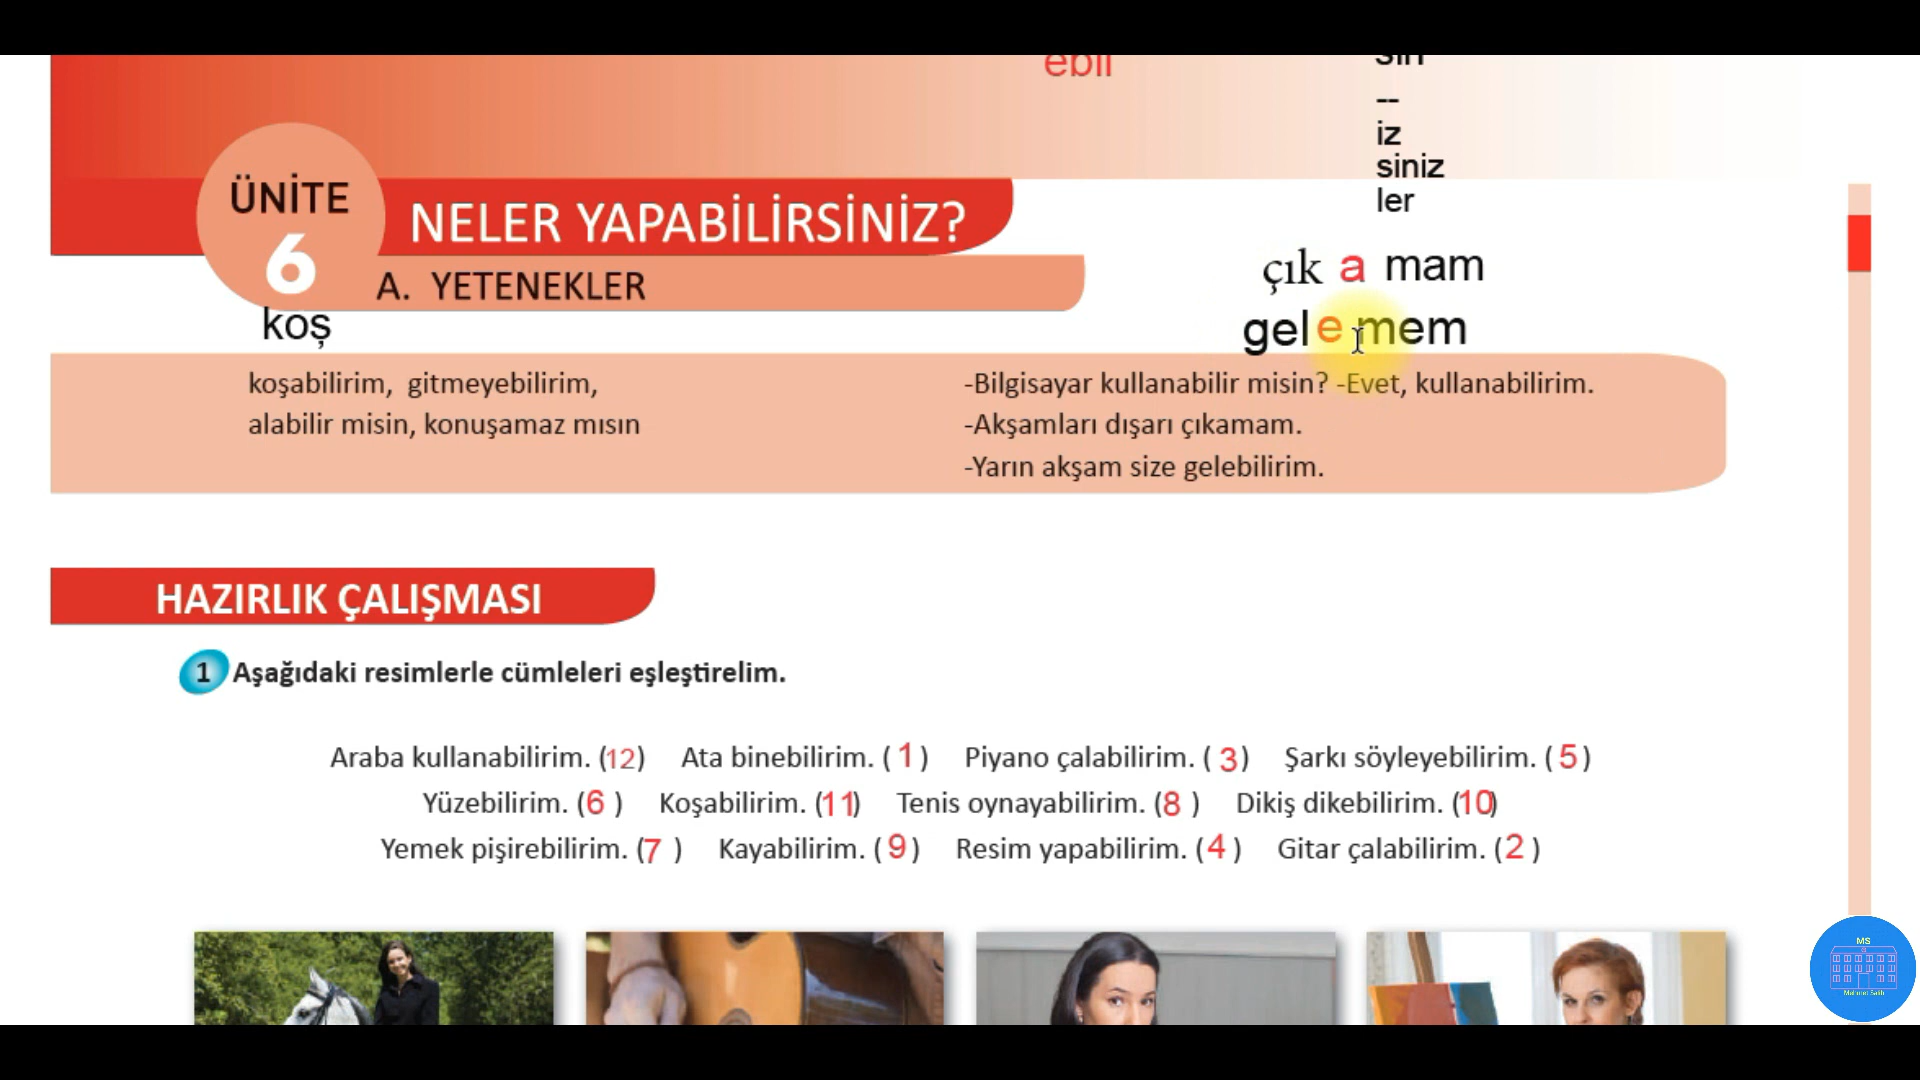 ebil
sin
--
iz
siniz
ler
ÜNİTE
6
NELER YAPABİLİRSİNİZ?
A. YETENEKLER
koş
çık a mam
gel e mem
koşabilirim, gitmeyebilirim,
alabilir misin, konuşamaz mısın
-Bilgisayar kullanabilir misin? -Evet, kullanabilirim.
-Akşamları dışarı çıkamam.
-Yarın akşam size gelebilirim.
HAZIRLIK ÇALIŞMASI
1 Aşağıdaki resimlerle cümleleri eşleştirelim.
Araba kullanabilirim. (12) Ata binebilirim. ( 1 ) Piyano çalabilirim. ( 3 ) Şarkı söyleyebilirim. ( 5 )
Yüzebilirim. (6 ) Koşabilirim. (11) Tenis oynayabilirim. (8 ) Dikiş dikebilirim. (10)
Yemek pişirebilirim. (7 ) Kayabilirim. ( 9 ) Resim yapabilirim. ( 4 ) Gitar çalabilirim. ( 2 )
MS
Mehmet Salih